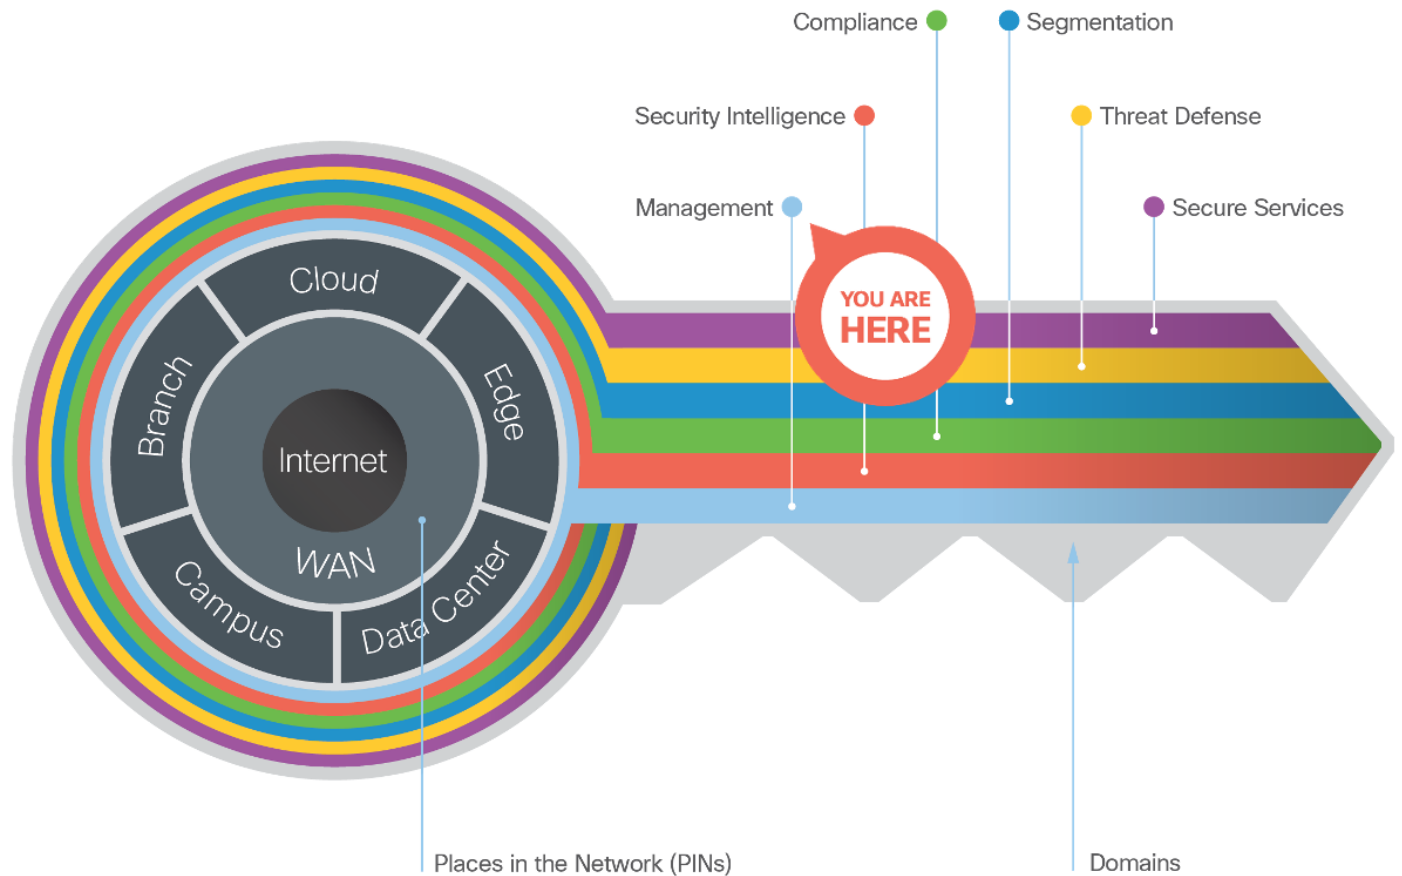 Compliance
Segmentation
Security Intelligence
Threat Defense
Management
Secure Services
YOU ARE
HERE
Cloud
Branch
Edge
Internet
WAN
Campus
Data Center
Places in the Network (PINs)
Domains